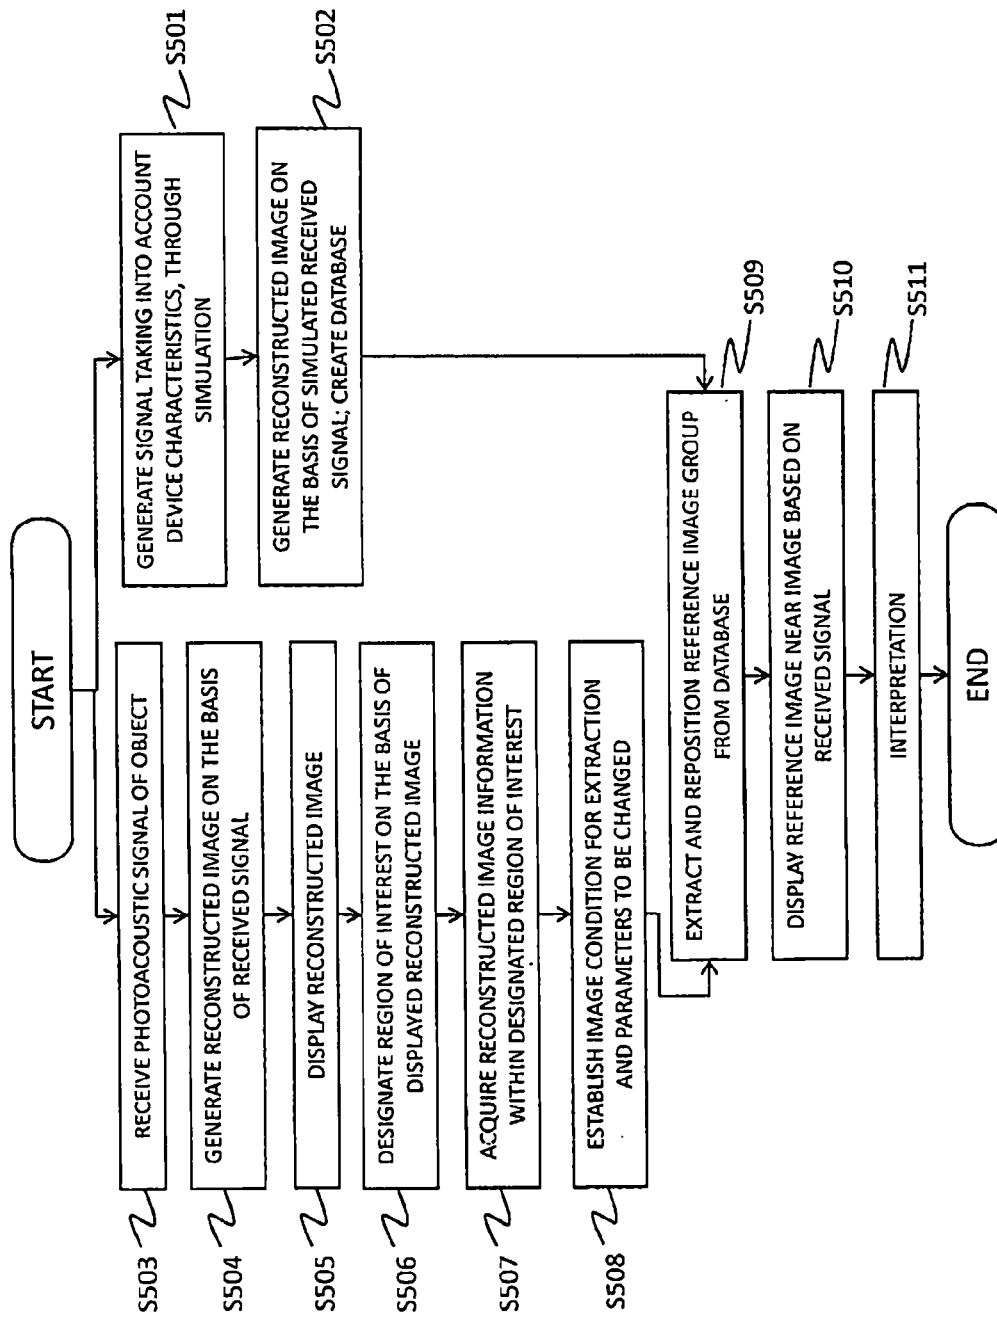 START
GENERATE SIGNAL TAKING INTO ACCOUNT
DEVICE CHARACTERISTICS, THROUGH
SIMULATION
S501
GENERATE RECONSTRUCTED IMAGE ON
THE BASIS OF SIMULATED RECEIVED
SIGNAL; CREATE DATABASE
S502
S503
RECEIVE PHOTOACOUSTIC SIGNAL OF OBJECT
S504
GENERATE RECONSTRUCTED IMAGE ON THE BASIS
OF RECEIVED SIGNAL
S505
DISPLAY RECONSTRUCTED IMAGE
S506
DESIGNATE REGION OF INTEREST ON THE BASIS OF
DISPLAYED RECONSTRUCTED IMAGE
S507
ACQUIRE RECONSTRUCTED IMAGE INFORMATION
WITHIN DESIGNATED REGION OF INTEREST
S508
ESTABLISH IMAGE CONDITION FOR EXTRACTION
AND PARAMETERS TO BE CHANGED
EXTRACT AND REPOSITION REFERENCE IMAGE GROUP
FROM DATABASE
S509
DISPLAY REFERENCE IMAGE NEAR IMAGE BASED ON
RECEIVED SIGNAL
S510
INTERPRETATION
S511
END